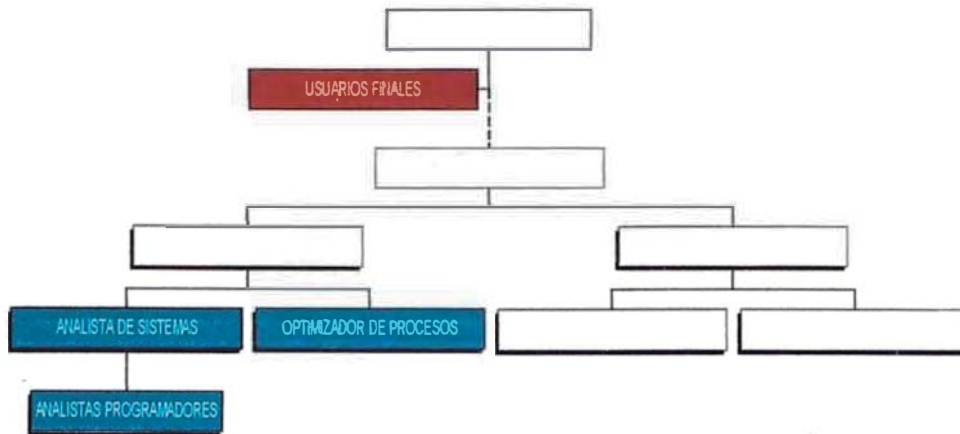 USUARIOS FINALES
ANALISTA DE SISTEMAS
OPTIMIZADOR DE PROCESOS
ANALISTAS PROGRAMADORES